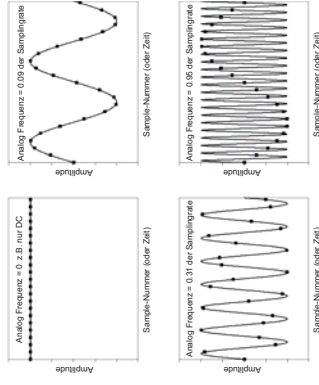 Analog Frequenz = 0 z.B. nur DC
Amplitude
Sample-Nummer (oder Zeit)
Analog Frequenz = 0.09 der Samplingrate
Amplitude
Sample-Nummer (oder Zeit)
Analog Frequenz = 0.31 der Samplingrate
Amplitude
Sample-Nummer (oder Zeit)
Analog Frequenz = 0.95 der Samplingrate
Amplitude
Sample-Nummer (oder Zeit)